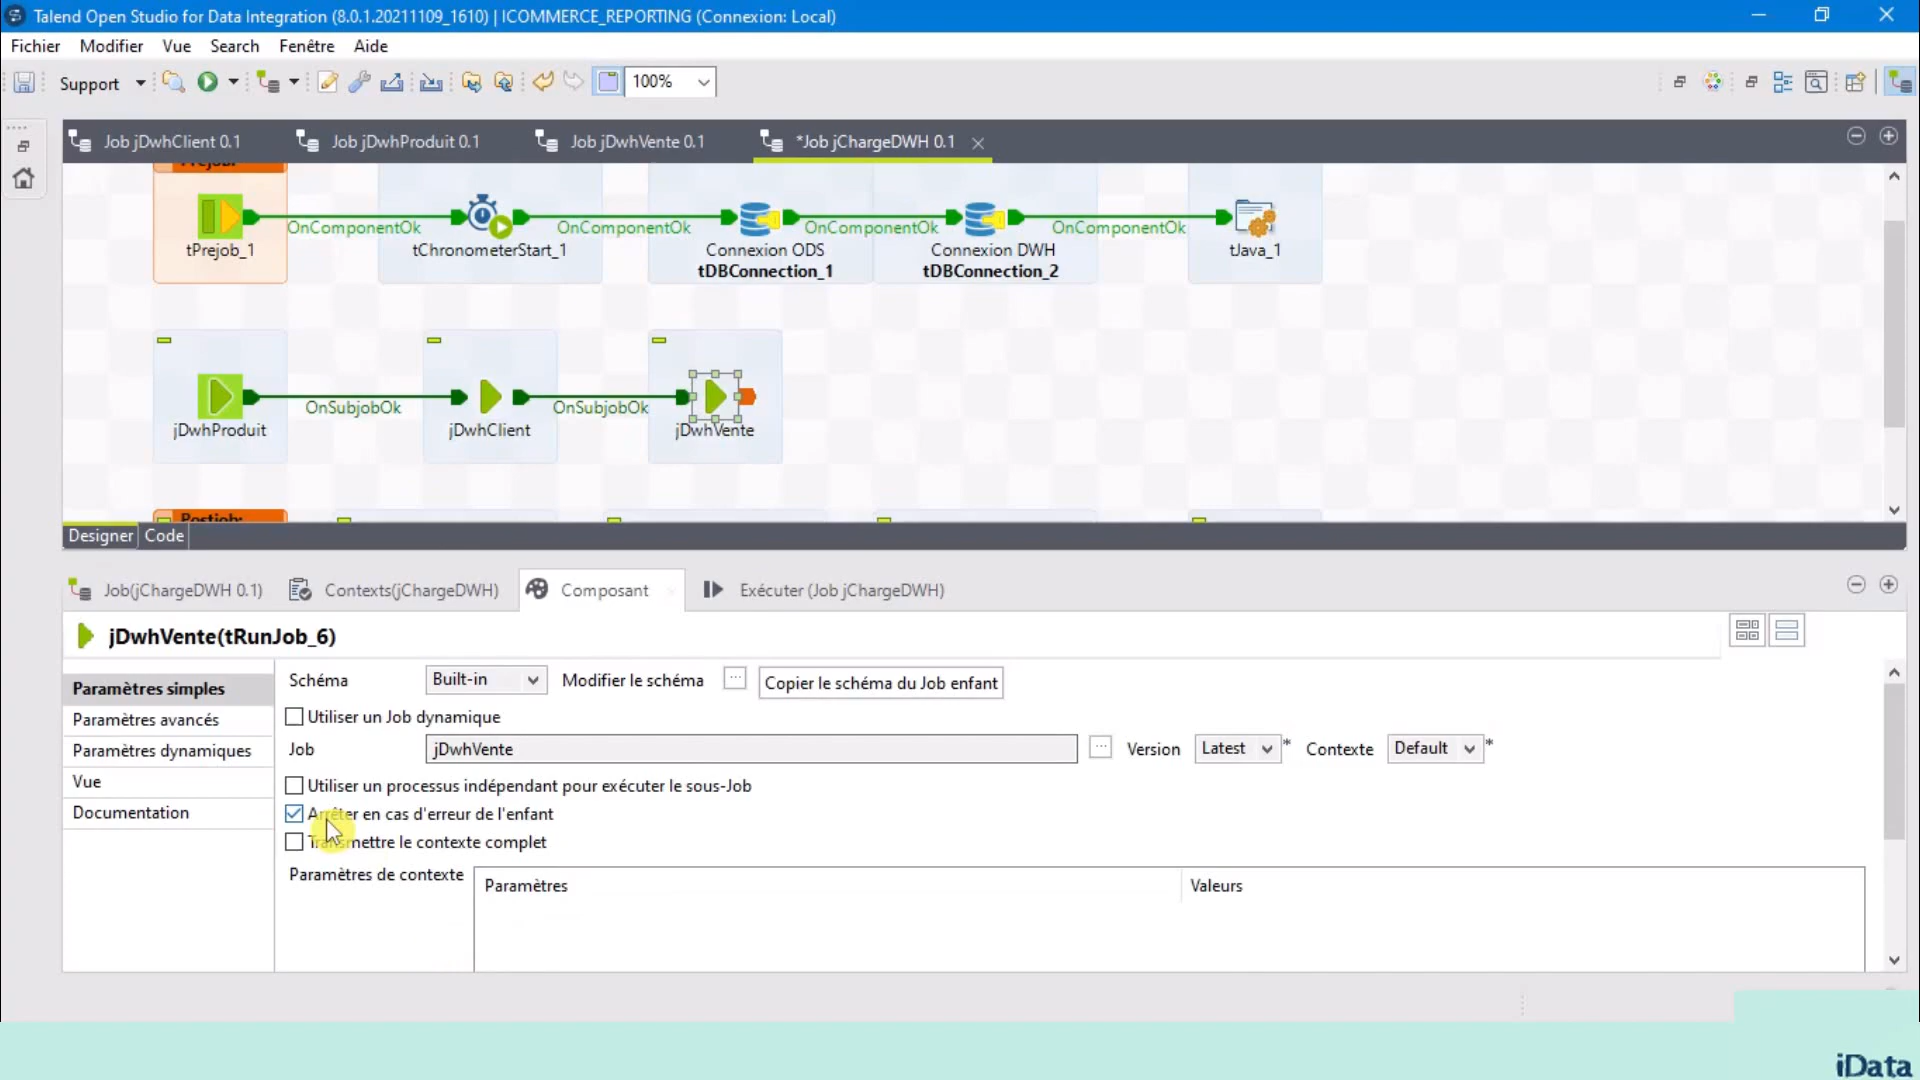 Talend Open Studio for Data Integration (8.0.1.20211109_1610) | ICOMMERCE_REPORTING (Connexion: Local)
Fichier Modifier Vue Search Fenêtre Aide
Support 100%
Job jDwhClient 0.1 Job jDwhProduit 0.1 Job jDwhVente 0.1 *Job jChargeDWH 0.1
Prejob:
OnComponentOk OnComponentOk OnComponentOk OnComponentOk
tPrejob_1 tChronometerStart_1 Connexion ODS Connexion DWH tJava_1
tDBConnection_1 tDBConnection_2
OnSubjobOk OnSubjobOk
jDwhProduit jDwhClient jDwhVente
Postjob:
Designer Code
Job(jChargeDWH 0.1) Contexts(jChargeDWH) Composant Exécuter (Job jChargeDWH)
jDwhVente(tRunJob_6)
Paramètres simples
Paramètres avancés
Paramètres dynamiques
Vue
Documentation
Schéma Built-in Modifier le schéma ... Copier le schéma du Job enfant
Utiliser un Job dynamique
Job jDwhVente ... Version Latest * Contexte Default *
Utiliser un processus indépendant pour exécuter le sous-Job
Arrêter en cas d'erreur de l'enfant
Transmettre le contexte complet
Paramètres de contexte Paramètres Valeurs
iData